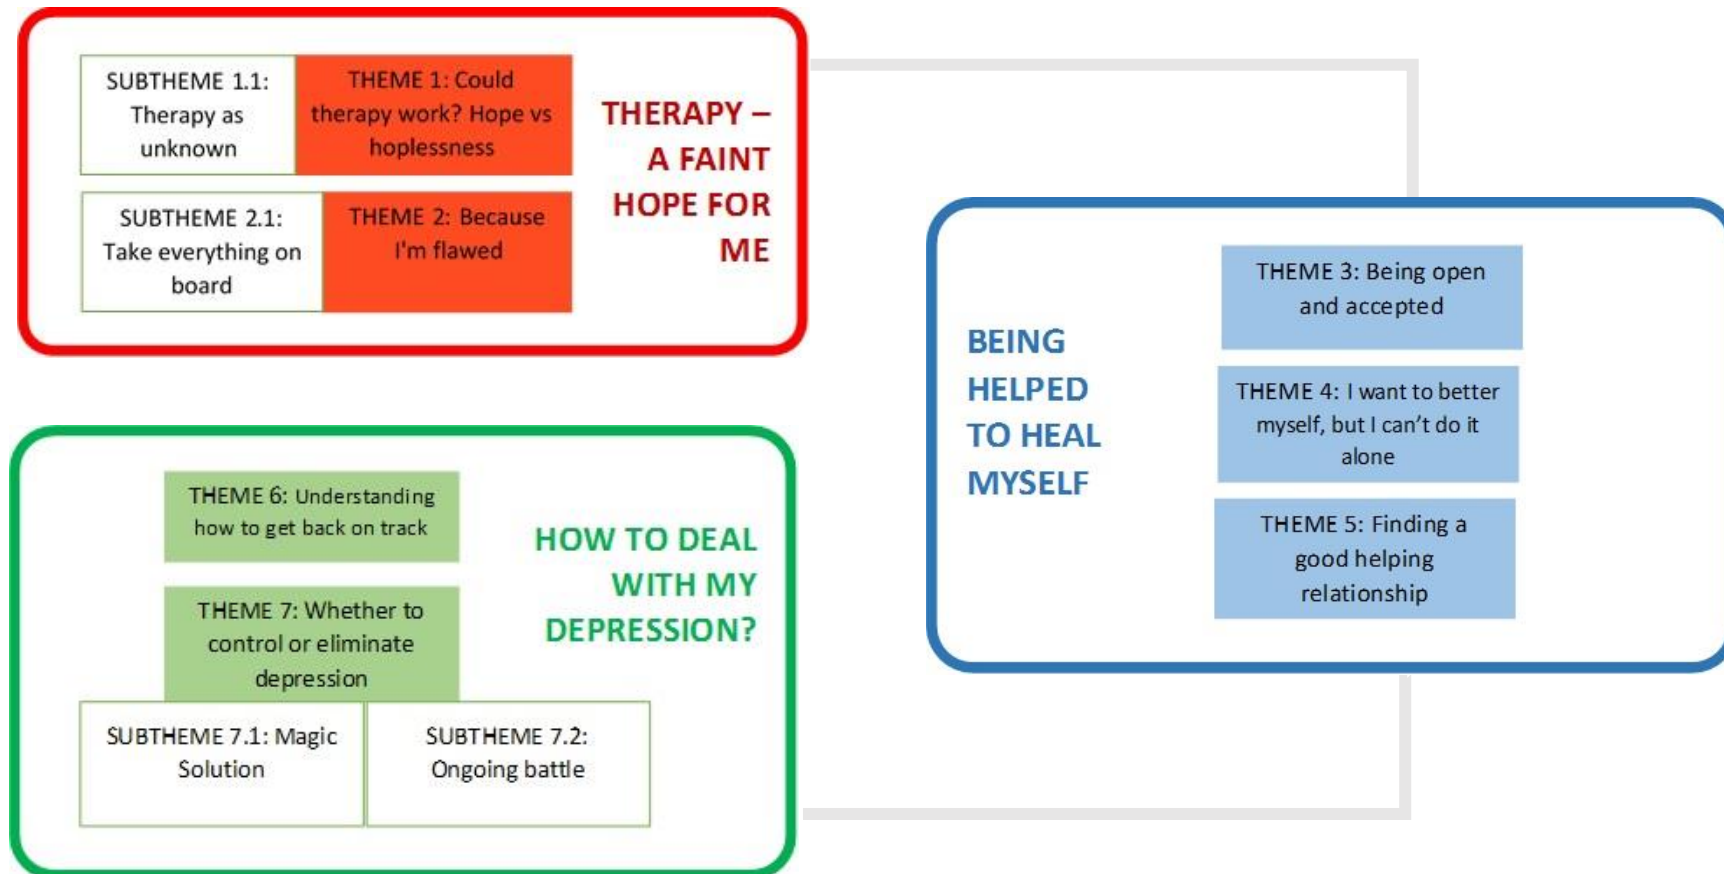 SUBTHEME 1.1:
Therapy as
unknown
THEME 1: Could
therapy work? Hope vs
hoplessness
SUBTHEME 2.1:
Take everything on
board
THEME 2: Because
I'm flawed
THERAPY –
A FAINT
HOPE FOR
ME
THEME 6: Understanding
how to get back on track
THEME 7: Whether to
control or eliminate
depression
SUBTHEME 7.1: Magic
Solution
SUBTHEME 7.2:
Ongoing battle
HOW TO DEAL
WITH MY
DEPRESSION?
BEING
HELPED
TO HEAL
MYSELF
THEME 3: Being open
and accepted
THEME 4: I want to better
myself, but I can’t do it
alone
THEME 5: Finding a
good helping
relationship